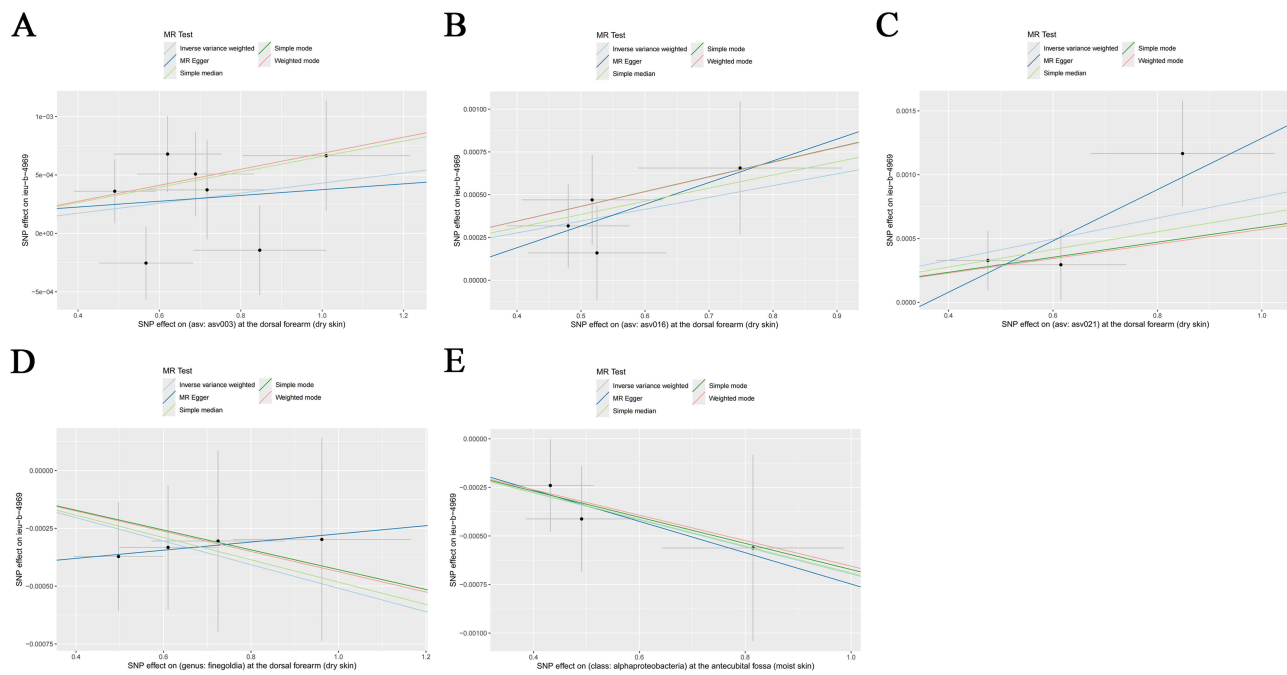 A
MR Test
Inverse variance weighted
Simple mode
MR Egger
Weighted mode
Simple median
SNP effect on ieu-b-4969
1e-03
5e-04
0e+00
-5e-04
0.4 0.6 0.8 1.0 1.2
SNP effect on (asv: asv003) at the dorsal forearm (dry skin)
B
MR Test
Inverse variance weighted
Simple mode
MR Egger
Weighted mode
Simple median
SNP effect on ieu-b-4969
0.00100
0.00075
0.00050
0.00025
0.00000
0.4 0.5 0.6 0.7 0.8 0.9
SNP effect on (asv: asv016) at the dorsal forearm (dry skin)
C
MR Test
Inverse variance weighted
Simple mode
MR Egger
Weighted mode
Simple median
SNP effect on ieu-b-4969
0.0015
0.0010
0.0005
0.0000
0.4 0.6 0.8 1.0
SNP effect on (asv: asv021) at the dorsal forearm (dry skin)
D
MR Test
Inverse variance weighted
Simple mode
MR Egger
Weighted mode
Simple median
SNP effect on ieu-b-4969
0.00000
-0.00025
-0.00050
-0.00075
0.4 0.6 0.8 1.0 1.2
SNP effect on (genus: finegoldia) at the dorsal forearm (dry skin)
E
MR Test
Inverse variance weighted
Simple mode
MR Egger
Weighted mode
Simple median
SNP effect on ieu-b-4969
0.00000
-0.00025
-0.00050
-0.00075
-0.00100
0.4 0.6 0.8 1.0
SNP effect on (class: alphaproteobacteria) at the antecubital fossa (moist skin)